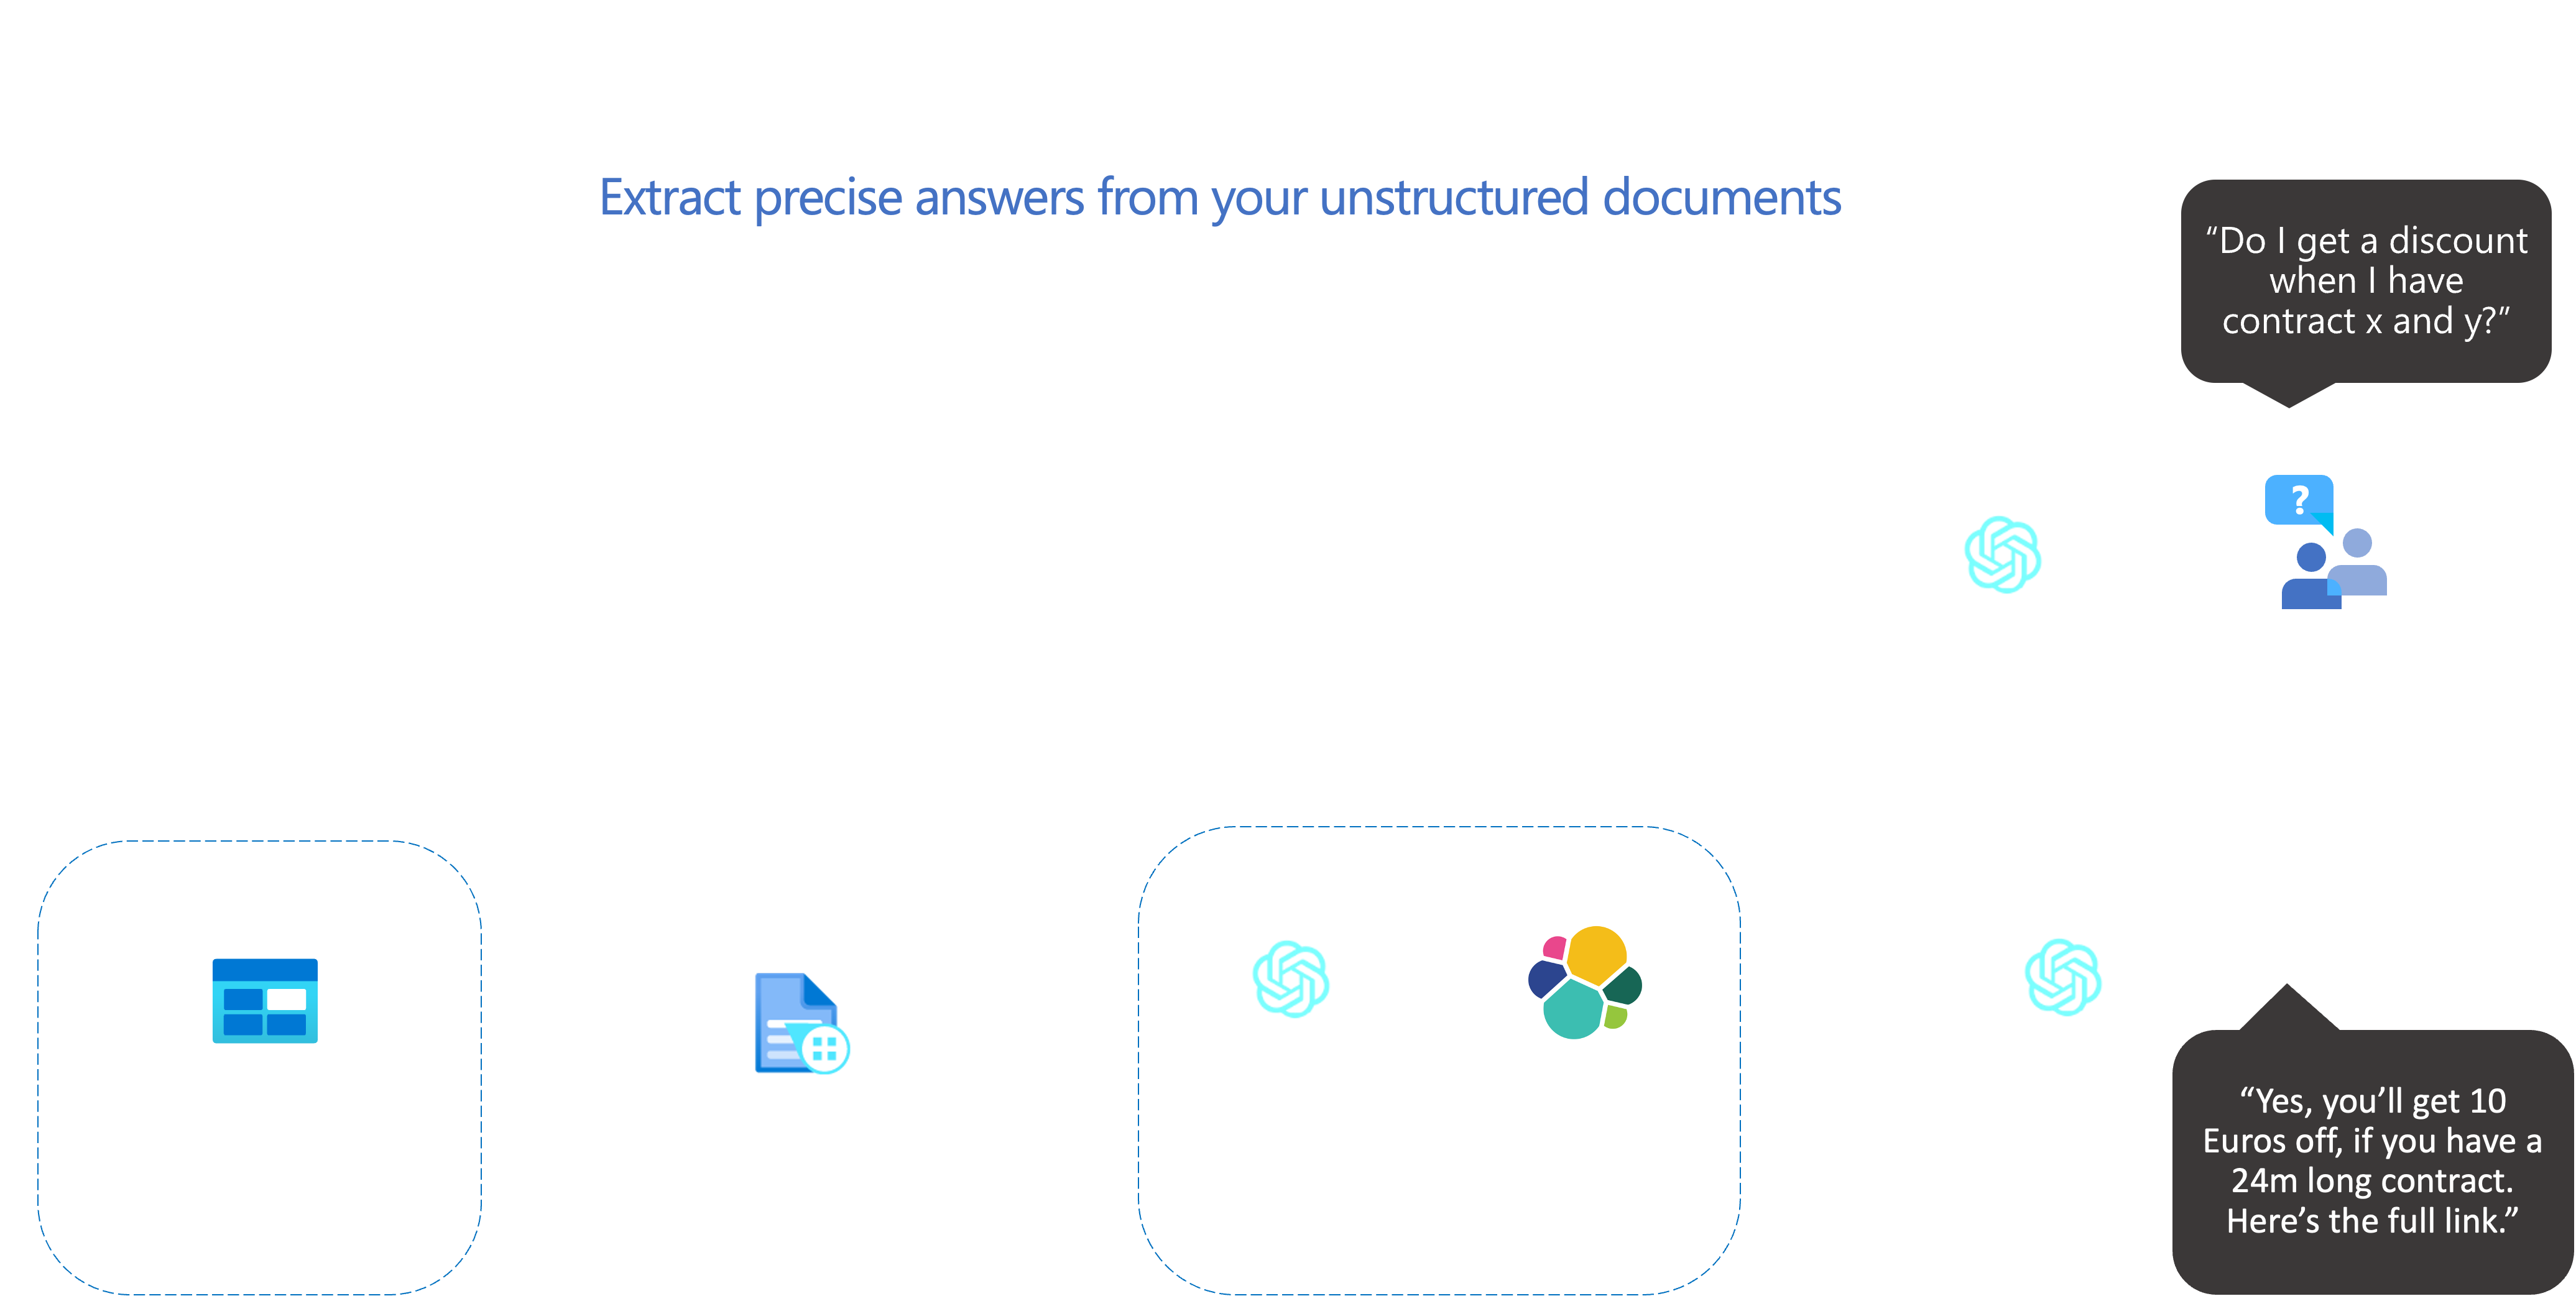 Extract precise answers from your unstructured documents
“Do I get a discount
when I have
contract x and y?”
?
“Yes, you’ll get 10
Euros off, if you have a
24m long contract.
Here’s the full link.”